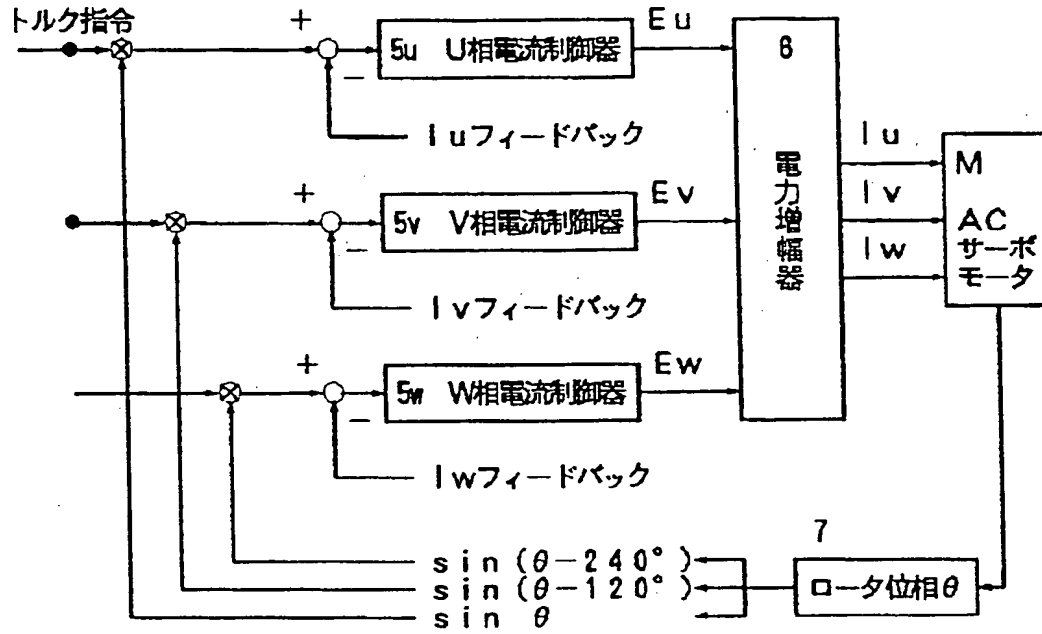 トルク指令
+
−
5u U相電流制御器
Eu
Iuフィードバック
+
−
5v V相電流制御器
Ev
Ivフィードバック
+
−
5w W相電流制御器
Ew
Iwフィードバック
6
電力増幅器
Iu
Iv
Iw
M
AC
サーボ
モータ
7
ロータ位相θ
sin(θ−240°)
sin(θ−120°)
sin θ